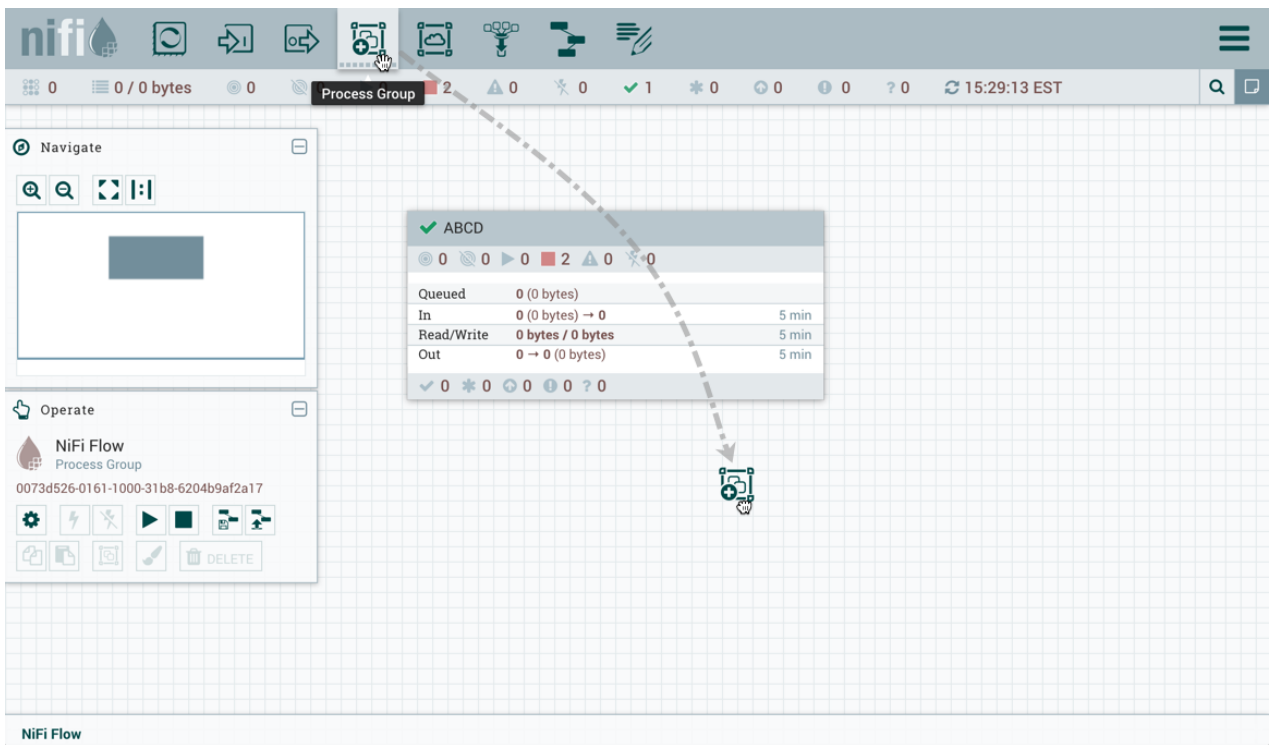 nifi
0 0 / 0 bytes 0 2 0 0 1 0 0 0 ? 0 15:29:13 EST
Process Group
Navigate
ABCD
0 0 0 2 0 0
Queued 0 (0 bytes)
In 0 (0 bytes) → 0 5 min
Read/Write 0 bytes / 0 bytes 5 min
Out 0 → 0 (0 bytes) 5 min
0 0 0 0 ? 0
Operate
NiFi Flow
Process Group
0073d526-0161-1000-31b8-6204b9af2a17
DELETE
NiFi Flow